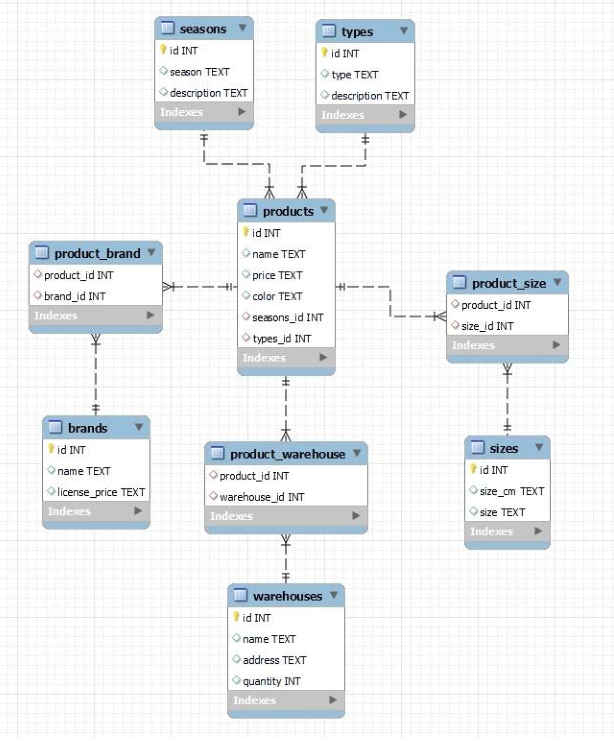 seasons
id INT
season TEXT
description TEXT
Indexes
types
id INT
type TEXT
description TEXT
Indexes
products
id INT
name TEXT
price TEXT
color TEXT
seasons_id INT
types_id INT
Indexes
product_brand
product_id INT
brand_id INT
Indexes
product_size
product_id INT
size_id INT
Indexes
brands
id INT
name TEXT
license_price TEXT
Indexes
product_warehouse
product_id INT
warehouse_id INT
Indexes
sizes
id INT
size_cm TEXT
size TEXT
Indexes
warehouses
id INT
name TEXT
address TEXT
quantity INT
Indexes